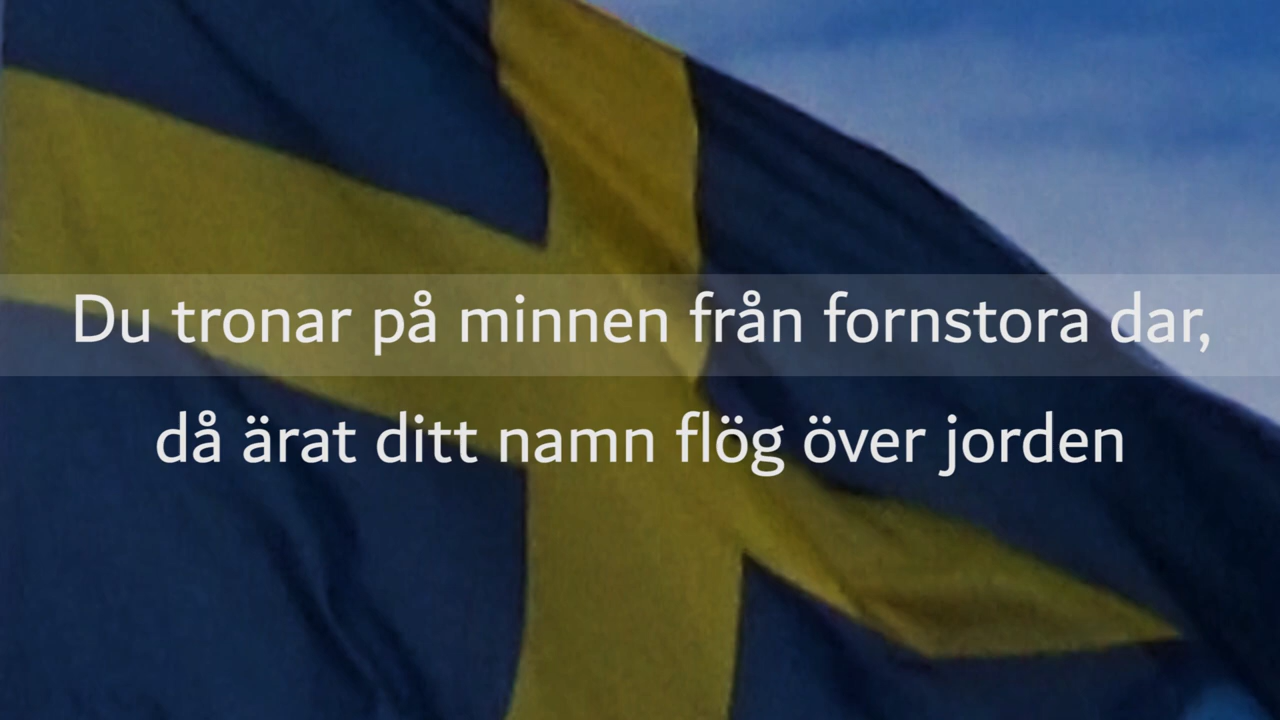 Du tronar på minnen från fornstora dar,
då ärat ditt namn flög över jorden